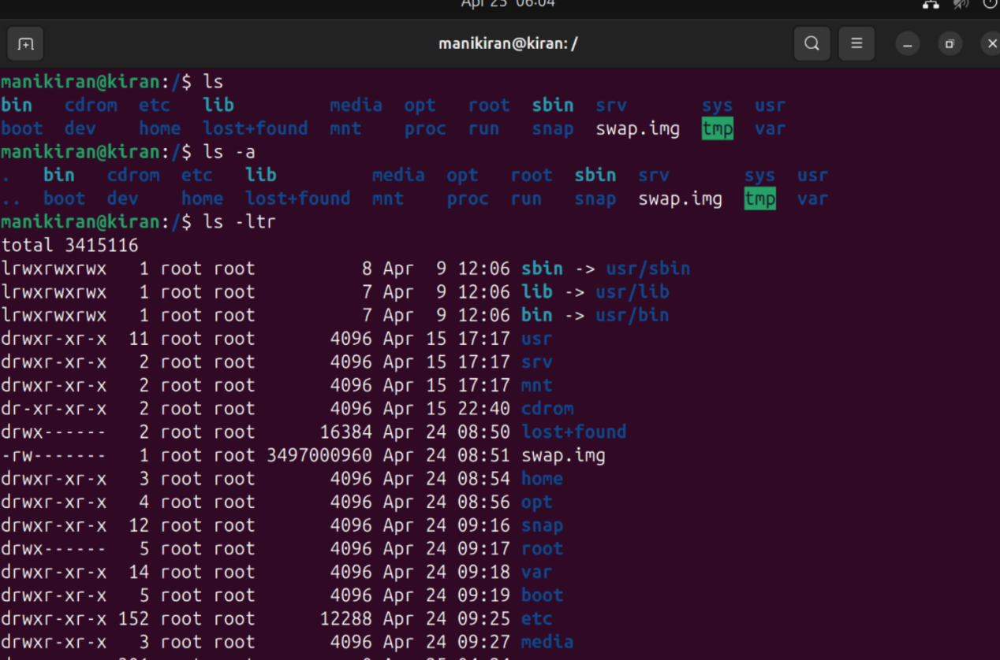 Apr 25 06:04
manikiran@kiran: /
manikiran@kiran:/$ ls
bin cdrom etc lib media opt root sbin srv sys usr
boot dev home lost+found mnt proc run snap swap.img tmp var
manikiran@kiran:/$ ls -a
. bin cdrom etc lib media opt root sbin srv sys usr
.. boot dev home lost+found mnt proc run snap swap.img tmp var
manikiran@kiran:/$ ls -ltr
total 3415116
lrwxrwxrwx 1 root root 8 Apr 9 12:06 sbin -> usr/sbin
lrwxrwxrwx 1 root root 7 Apr 9 12:06 lib -> usr/lib
lrwxrwxrwx 1 root root 7 Apr 9 12:06 bin -> usr/bin
drwxr-xr-x 11 root root 4096 Apr 15 17:17 usr
drwxr-xr-x 2 root root 4096 Apr 15 17:17 srv
drwxr-xr-x 2 root root 4096 Apr 15 17:17 mnt
dr-xr-xr-x 2 root root 4096 Apr 15 22:40 cdrom
drwx------ 2 root root 16384 Apr 24 08:50 lost+found
-rw------- 1 root root 3497000960 Apr 24 08:51 swap.img
drwxr-xr-x 3 root root 4096 Apr 24 08:54 home
drwxr-xr-x 4 root root 4096 Apr 24 08:56 opt
drwxr-xr-x 12 root root 4096 Apr 24 09:16 snap
drwx------ 5 root root 4096 Apr 24 09:17 root
drwxr-xr-x 14 root root 4096 Apr 24 09:18 var
drwxr-xr-x 5 root root 4096 Apr 24 09:19 boot
drwxr-xr-x 152 root root 12288 Apr 24 09:25 etc
drwxr-xr-x 3 root root 4096 Apr 24 09:27 media